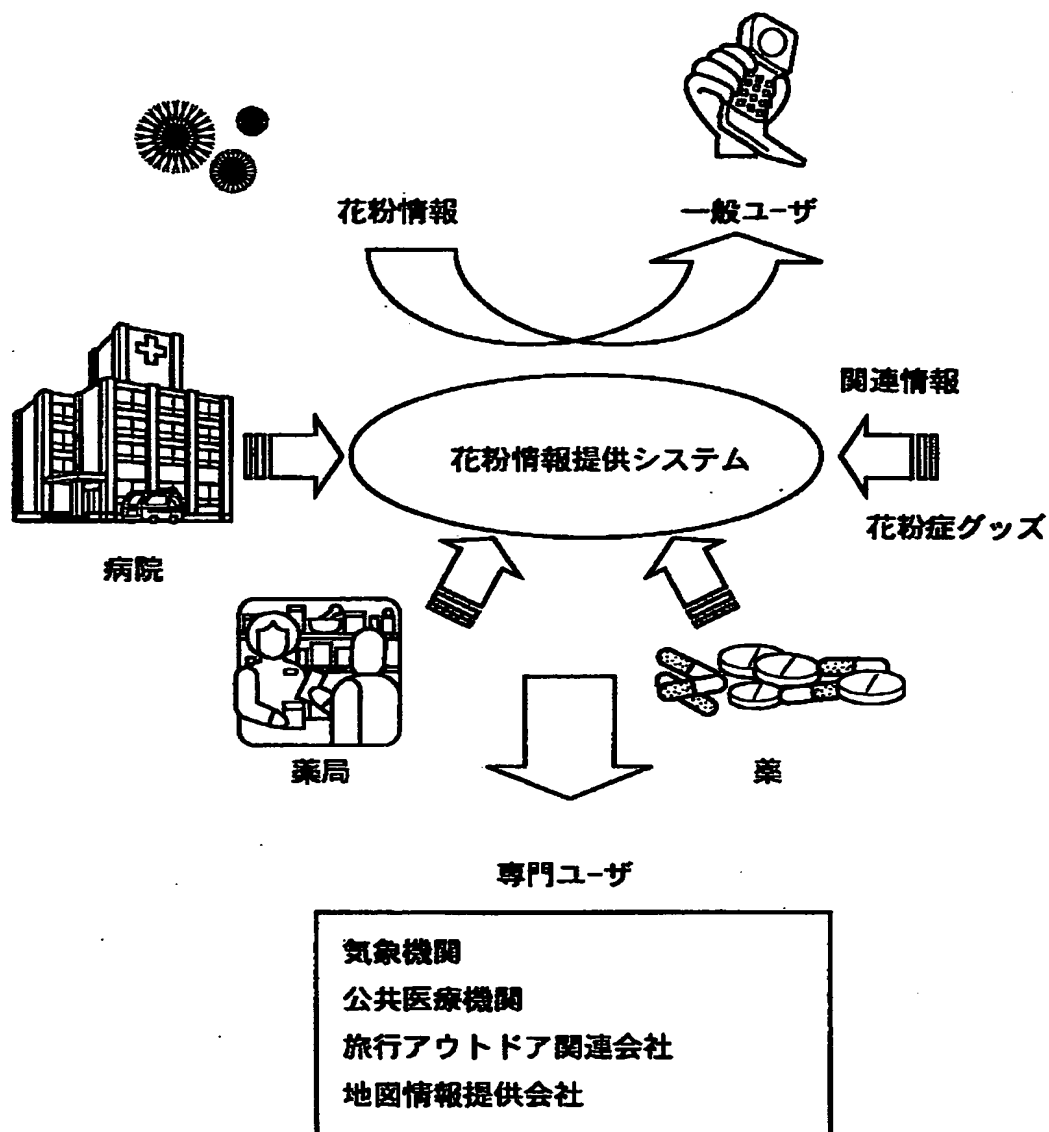 花粉情報
一般ユーザ
関連情報
花粉情報提供システム
花粉症グッズ
病院
薬局
薬
専門ユーザ
気象機関
公共医療機関
旅行アウトドア関連会社
地図情報提供会社